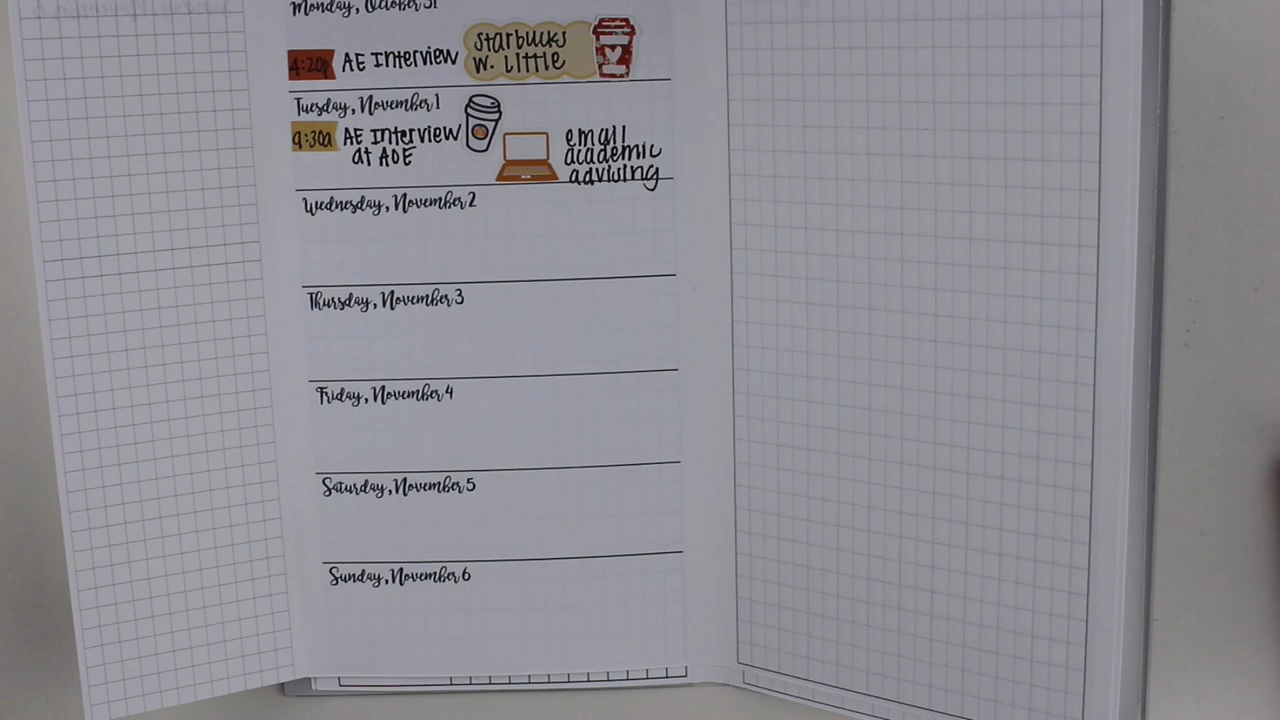 Monday, October 31
4:20p AE Interview
Starbucks
w. Little
Tuesday, November 1
9:30a AE Interview
at AOE
email
academic
advising
Wednesday, November 2
Thursday, November 3
Friday, November 4
Saturday, November 5
Sunday, November 6